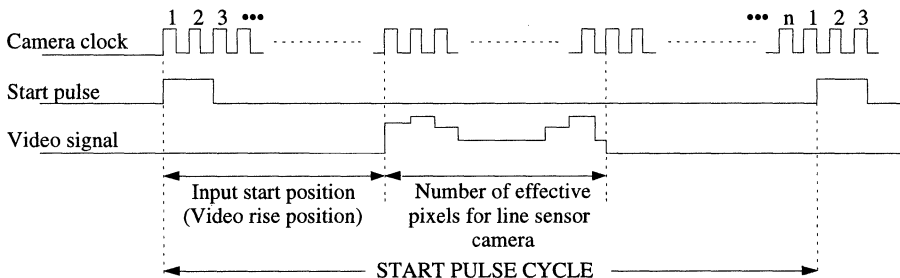 1 2 3 ••• ••• n 1 2 3
Camera clock
Start pulse
Video signal
Input start position
(Video rise position)
Number of effective
pixels for line sensor
camera
START PULSE CYCLE